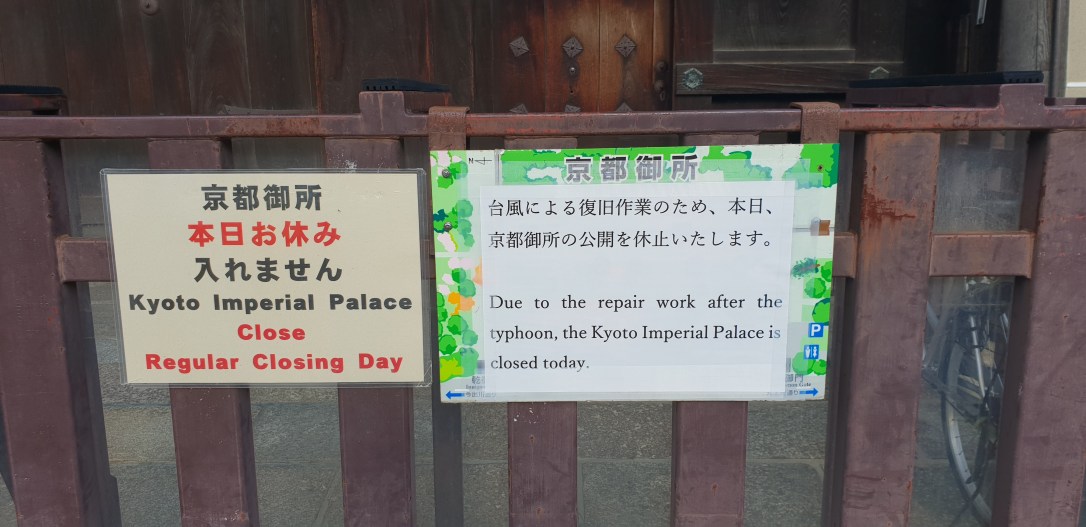 京都御所
本日お休み
入れません
Kyoto Imperial Palace
Close
Regular Closing Day
N
京都御所
台風による復旧作業のため、本日、
京都御所の公開を休止いたします。
Due to the repair work after the
typhoon, the Kyoto Imperial Palace is
closed today.
P